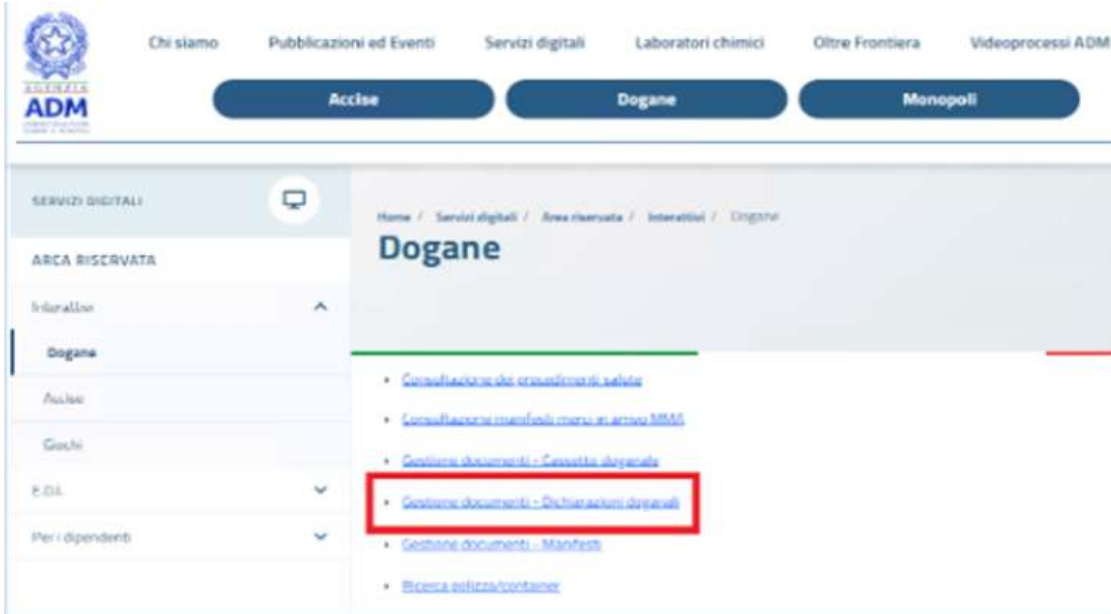 Chi siamo Pubblicazioni ed Eventi Servizi digitali Laboratori chimici Oltre Frontiera Videoprocessi ADM
AGENZIA
ADM
Accise Dogane Monopoli
SERVIZI DIGITALI
Home / Servizi digitali / Area riservata / Interattivi / Dogane
Dogane
AREA RISERVATA
Interattivi
Dogane
Accise
Giochi
E.D.I.
Per i dipendenti
Consultazione dei procedimenti salute
Consultazione manifesti merci in arrivo MMA
Gestione documenti - Cassetto doganale
Gestione documenti - Dichiarazioni doganali
Gestione documenti - Manifesti
Ricerca polizza/container